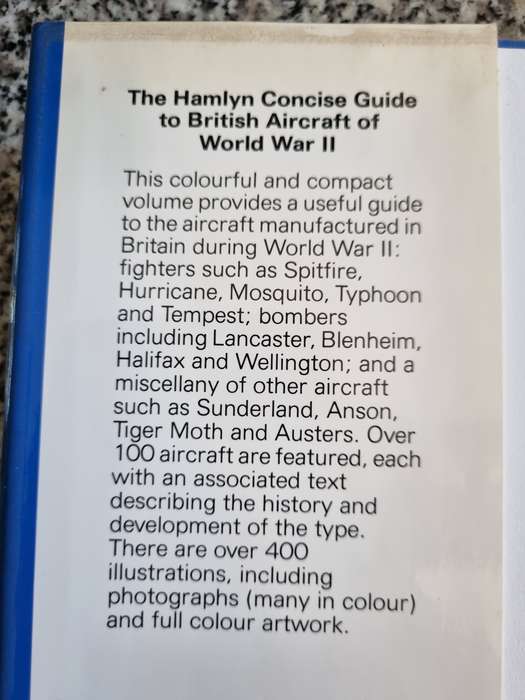 The Hamlyn Concise Guide
to British Aircraft of
World War II
This colourful and compact
volume provides a useful guide
to the aircraft manufactured in
Britain during World War II:
fighters such as Spitfire,
Hurricane, Mosquito, Typhoon
and Tempest; bombers
including Lancaster, Blenheim,
Halifax and Wellington; and a
miscellany of other aircraft
such as Sunderland, Anson,
Tiger Moth and Austers. Over
100 aircraft are featured, each
with an associated text
describing the history and
development of the type.
There are over 400
illustrations, including
photographs (many in colour)
and full colour artwork.